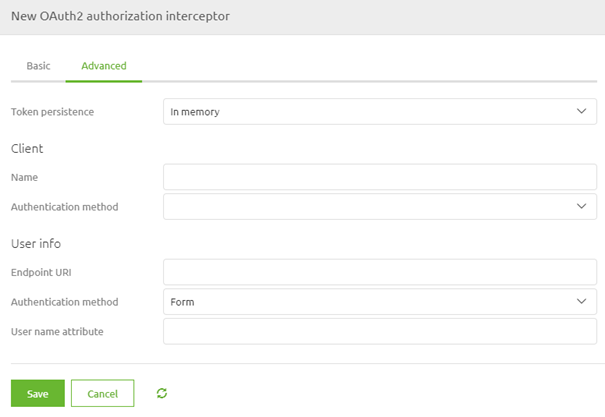 New OAuth2 authorization interceptor
Basic Advanced
Token persistence In memory
Client
Name
Authentication method
User info
Endpoint URI
Authentication method Form
User name attribute
Save Cancel